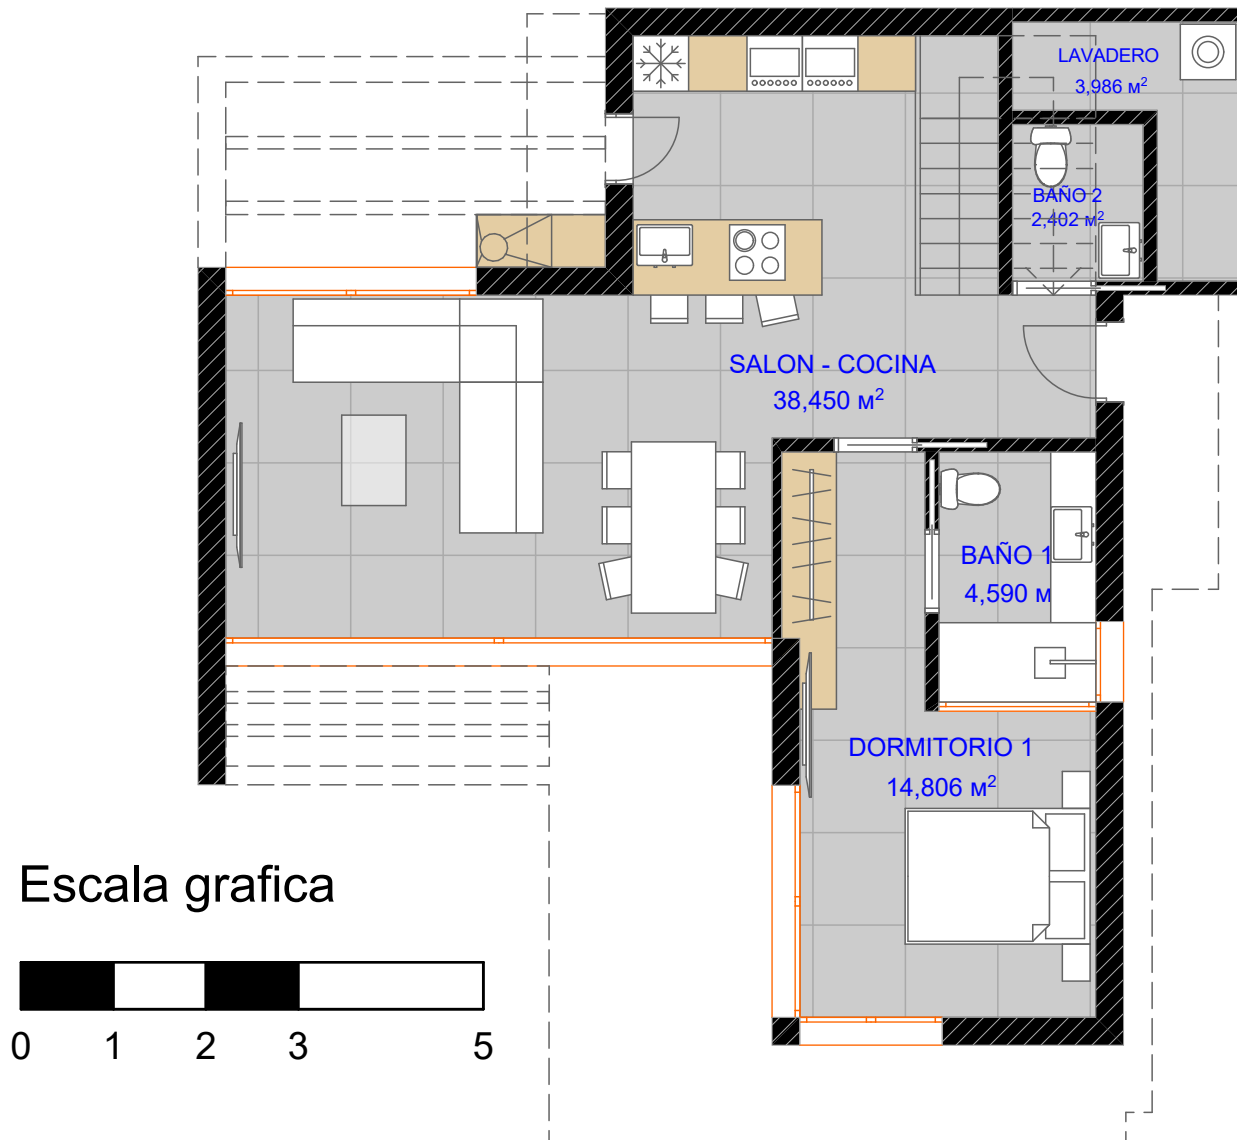 LAVADERO
3,986 м²
BAÑO 2
2,402 м²
SALON - COCINA
38,450 м²
BAÑO 1
4,590 м
DORMITORIO 1
14,806 м²
Escala grafica
0 1 2 3 5